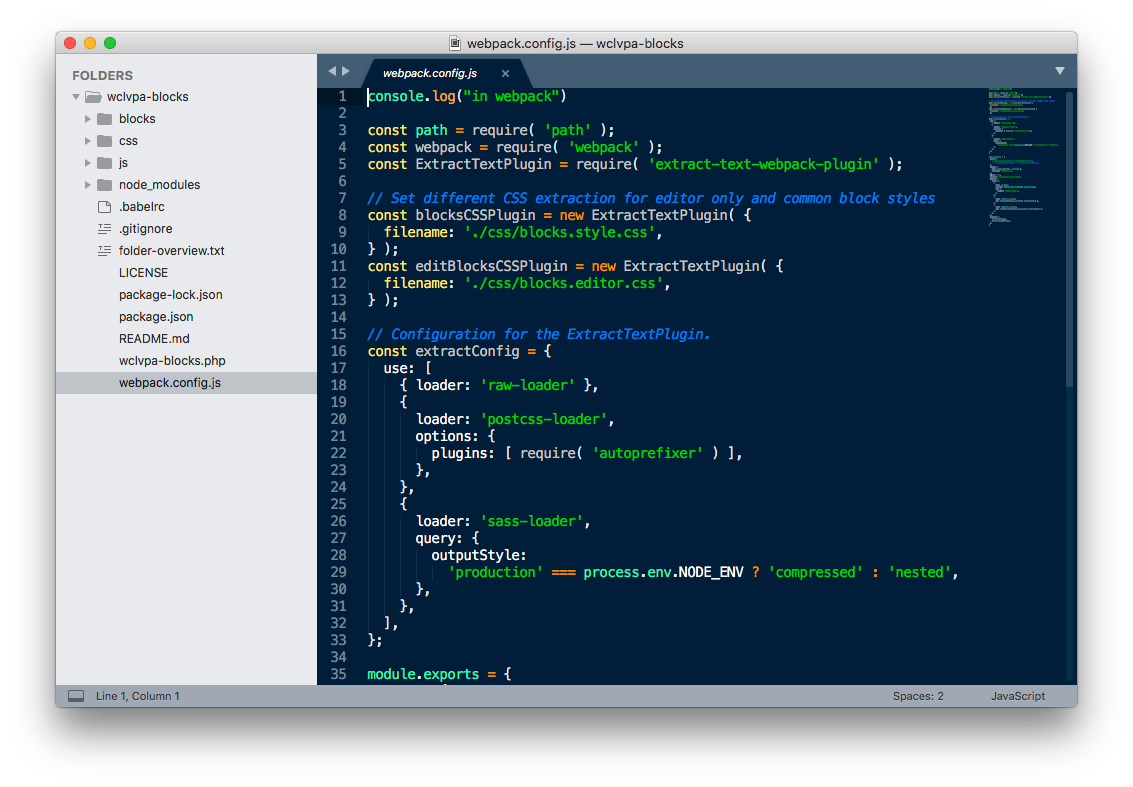 webpack.config.js — wclvpa-blocks
FOLDERS
wclvpa-blocks
blocks
css
js
node_modules
.babelrc
.gitignore
folder-overview.txt
LICENSE
package-lock.json
package.json
README.md
wclvpa-blocks.php
webpack.config.js
webpack.config.js ×
1 console.log("in webpack")
2
3 const path = require( 'path' );
4 const webpack = require( 'webpack' );
5 const ExtractTextPlugin = require( 'extract-text-webpack-plugin' );
6
7 // Set different CSS extraction for editor only and common block styles
8 const blocksCSSPlugin = new ExtractTextPlugin( {
9   filename: './css/blocks.style.css',
10 } );
11 const editBlocksCSSPlugin = new ExtractTextPlugin( {
12   filename: './css/blocks.editor.css',
13 } );
14
15 // Configuration for the ExtractTextPlugin.
16 const extractConfig = {
17   use: [
18     { loader: 'raw-loader' },
19     {
20       loader: 'postcss-loader',
21       options: {
22         plugins: [ require( 'autoprefixer' ) ],
23       },
24     },
25     {
26       loader: 'sass-loader',
27       query: {
28         outputStyle:
29           'production' === process.env.NODE_ENV ? 'compressed' : 'nested',
30       },
31     },
32   ],
33 };
34
35 module.exports = {
Line 1, Column 1
Spaces: 2
JavaScript